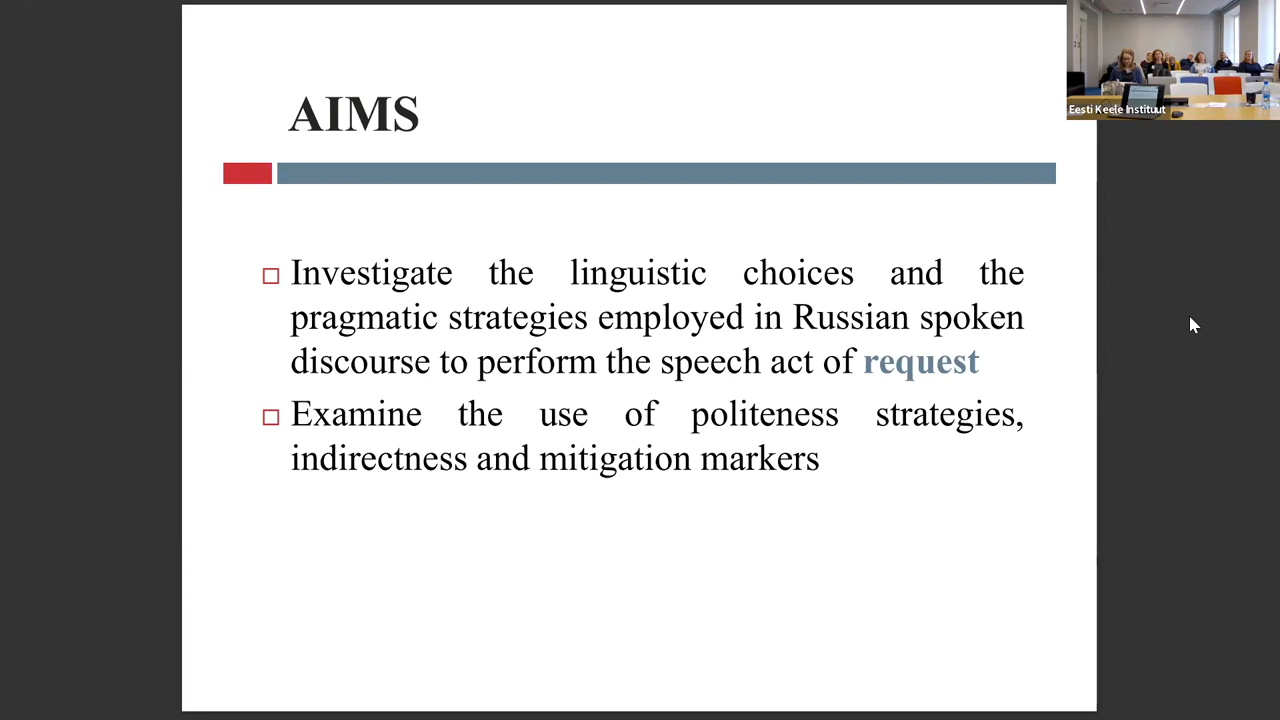 Eesti Keele Instituut
AIMS
Investigate the linguistic choices and the
pragmatic strategies employed in Russian spoken
discourse to perform the speech act of request
Examine the use of politeness strategies,
indirectness and mitigation markers